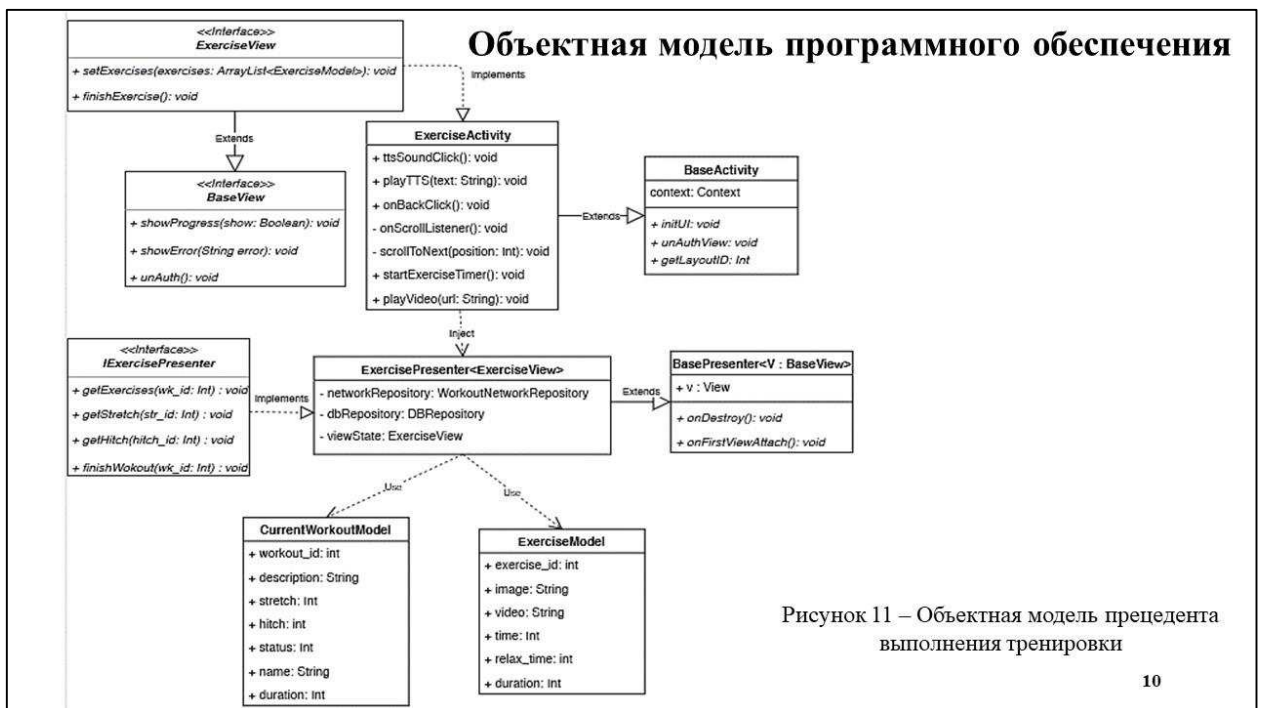 Объектная модель программного обеспечения
<<Interface>>
ExerciseView
+ setExercises(exercises: ArrayList<ExerciseModel>): void
+ finishExercise(): void
Implements
Extends
<<Interface>>
BaseView
+ showProgress(show: Boolean): void
+ showError(String error): void
+ unAuth(): void
ExerciseActivity
+ ttsSoundClick(): void
+ playTTS(text: String): void
+ onBackClick(): void
- onScrollListener(): void
- scrollToNext(position: Int): void
+ startExerciseTimer(): void
+ playVideo(url: String): void
Extends
BaseActivity
context: Context
+ initUI: void
+ unAuthView: void
+ getLayoutID: Int
Inject
<<Interface>>
IExercisePresenter
+ getExercises(wk_id: Int) : void
+ getStretch(str_id: Int) : void
+ getHitch(hitch_id: Int) : void
+ finishWokout(wk_id: Int) : void
Implements
ExercisePresenter<ExerciseView>
- networkRepository: WorkoutNetworkRepository
- dbRepository: DBRepository
- viewState: ExerciseView
Extends
BasePresenter<V : BaseView>
+ v : View
+ onDestroy(): void
+ onFirstViewAttach(): void
Use
Use
CurrentWorkoutModel
+ workout_id: int
+ description: String
+ stretch: Int
+ hitch: int
+ status: Int
+ name: String
+ duration: Int
ExerciseModel
+ exercise_id: int
+ image: String
+ video: String
+ time: Int
+ relax_time: int
+ duration: Int
Рисунок 11 – Объектная модель прецедента
выполнения тренировки
10